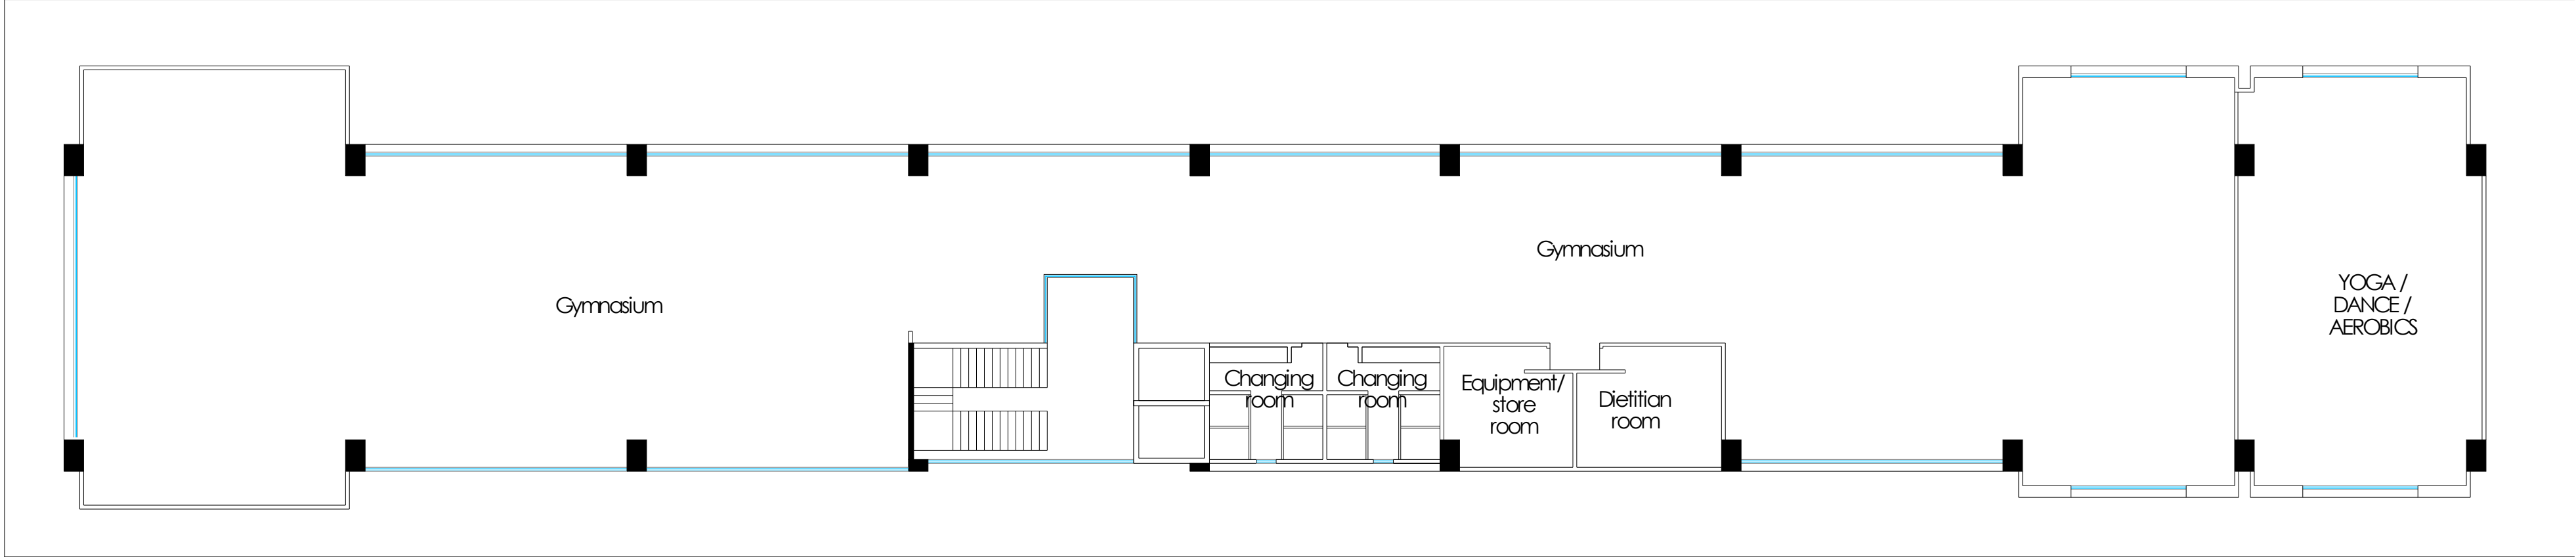 Gymnasium
Gymnasium
YOGA /
DANCE /
AEROBICS
Changing
room
Changing
room
Equipment/
store
room
Dietitian
room